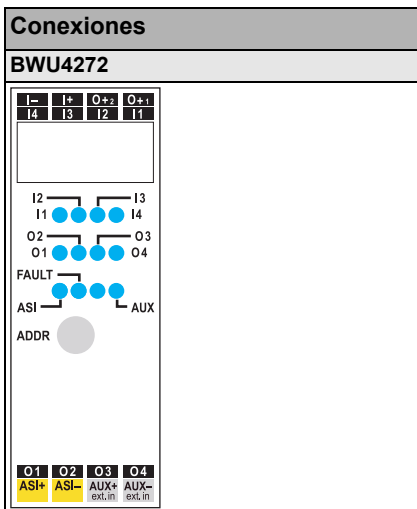 Conexiones
BWU4272
I– I+ O+2 O+1
I4 I3 I2 I1
I2 I3
I1 I4
O2 O3
O1 O4
FAULT
ASI AUX
ADDR
O1 O2 O3 O4
ASI+ ASI– AUX+ AUX–
ext.in ext.in